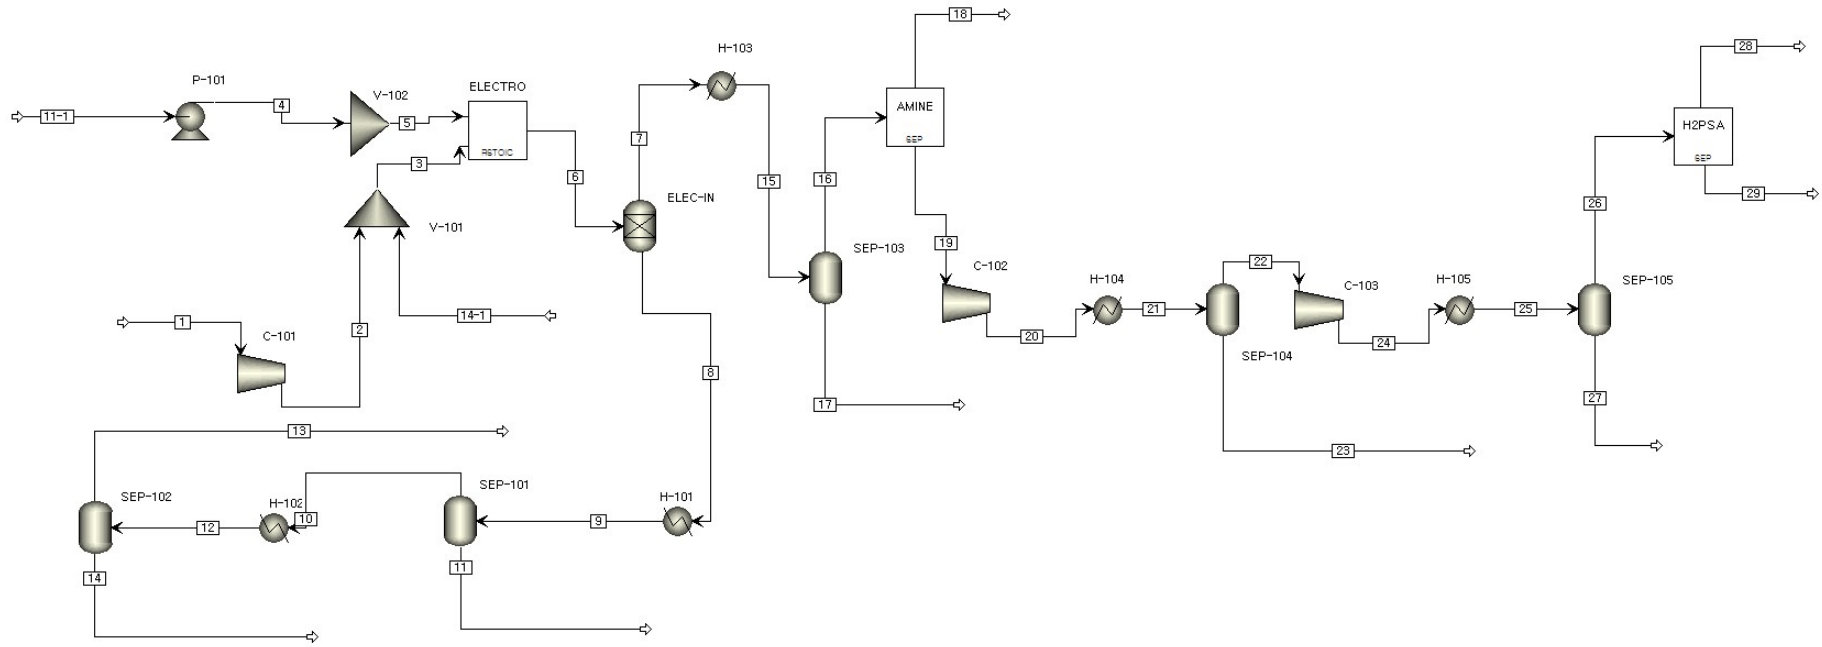 18
H-103
28
P-101
ELECTRO
V-102
4
AMINE
11-1
5
H2PSA
7
SEP
RSTOIC
SEP
3
6
15
16
29
ELEC-IN
26
V-101
19
SEP-103
C-102
22
H-104
C-103
H-105
SEP-105
21
25
14-1
1
2
C-101
20
24
SEP-104
8
27
17
13
23
SEP-102
SEP-101
H-101
H-102
10
12
9
11
14